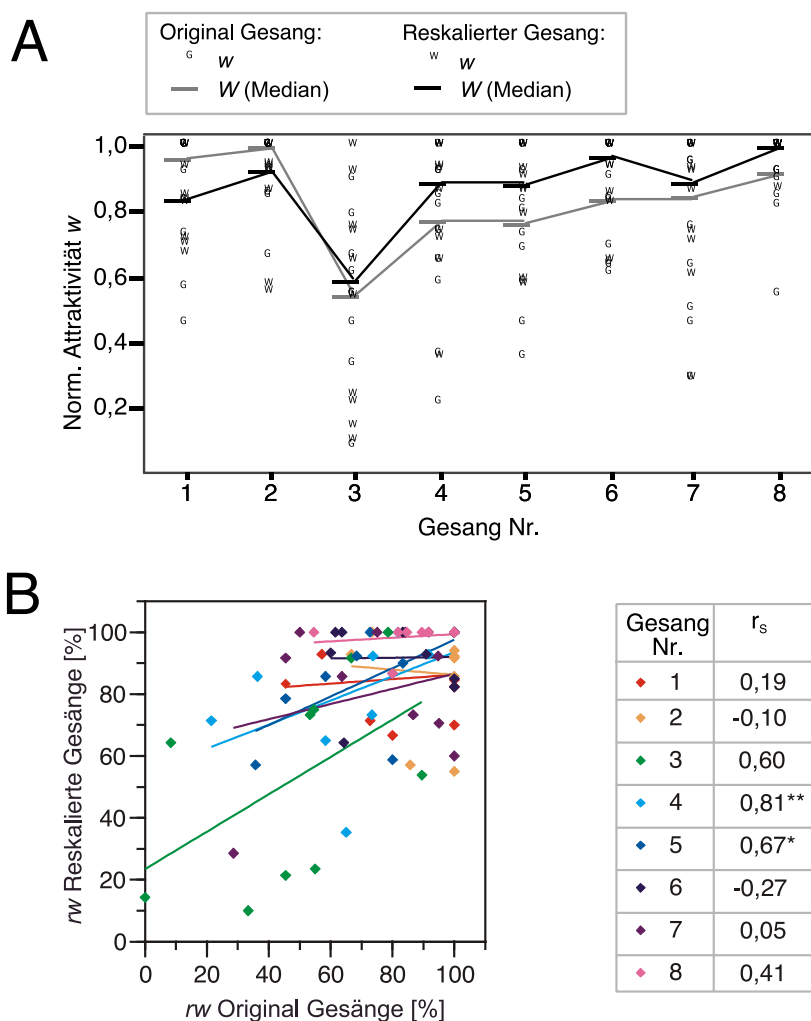 A
Original Gesang:
Reskalierter Gesang:
G w
W w
W (Median)
W (Median)
Norm. Attraktivität w
1,0
0,8
0,6
0,4
0,2
1 2 3 4 5 6 7 8
Gesang Nr.
B
rw Reskalierte Gesänge [%]
100
80
60
40
20
0
0 20 40 60 80 100
rw Original Gesänge [%]
Gesang Nr. rS
1 0,19
2 -0,10
3 0,60
4 0,81**
5 0,67*
6 -0,27
7 0,05
8 0,41